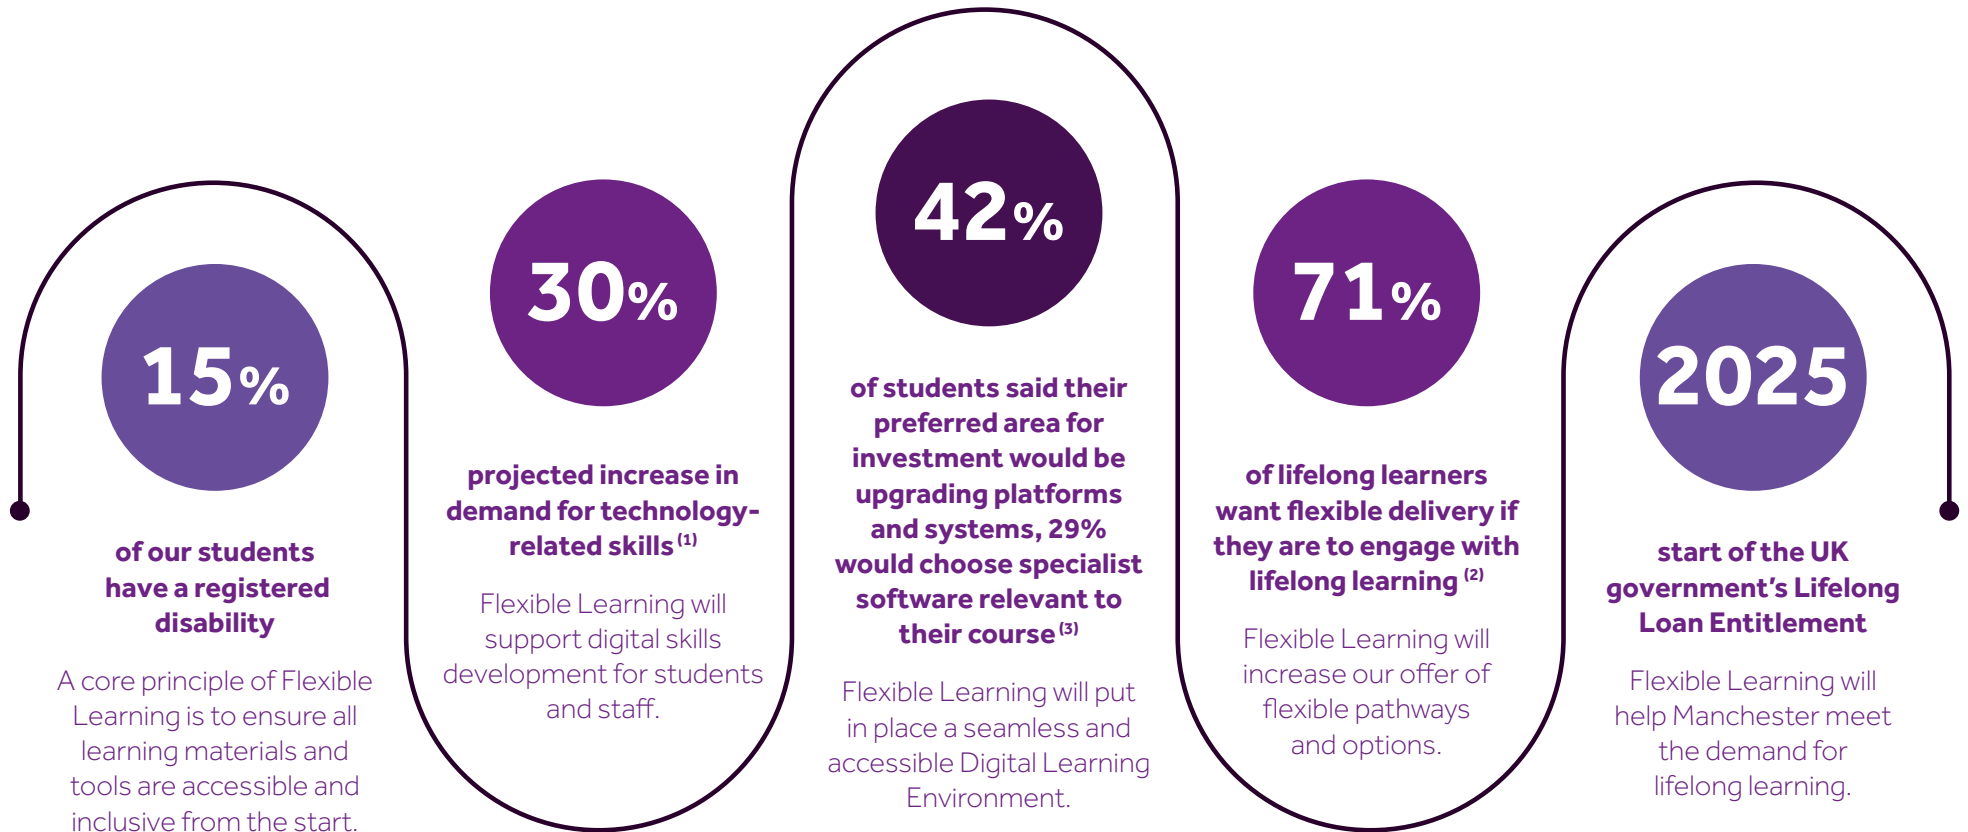 15%
of our students
have a registered
disability
A core principle of Flexible
Learning is to ensure all
learning materials and
tools are accessible and
inclusive from the start.
30%
projected increase in
demand for technology-
related skills (1)
Flexible Learning will
support digital skills
development for students
and staff.
42%
of students said their
preferred area for
investment would be
upgrading platforms
and systems, 29%
would choose specialist
software relevant to
their course (3)
Flexible Learning will put
in place a seamless and
accessible Digital Learning
Environment.
71%
of lifelong learners
want flexible delivery if
they are to engage with
lifelong learning (2)
Flexible Learning will
increase our offer of
flexible pathways
and options.
2025
start of the UK
government’s Lifelong
Loan Entitlement
Flexible Learning will
help Manchester meet
the demand for
lifelong learning.